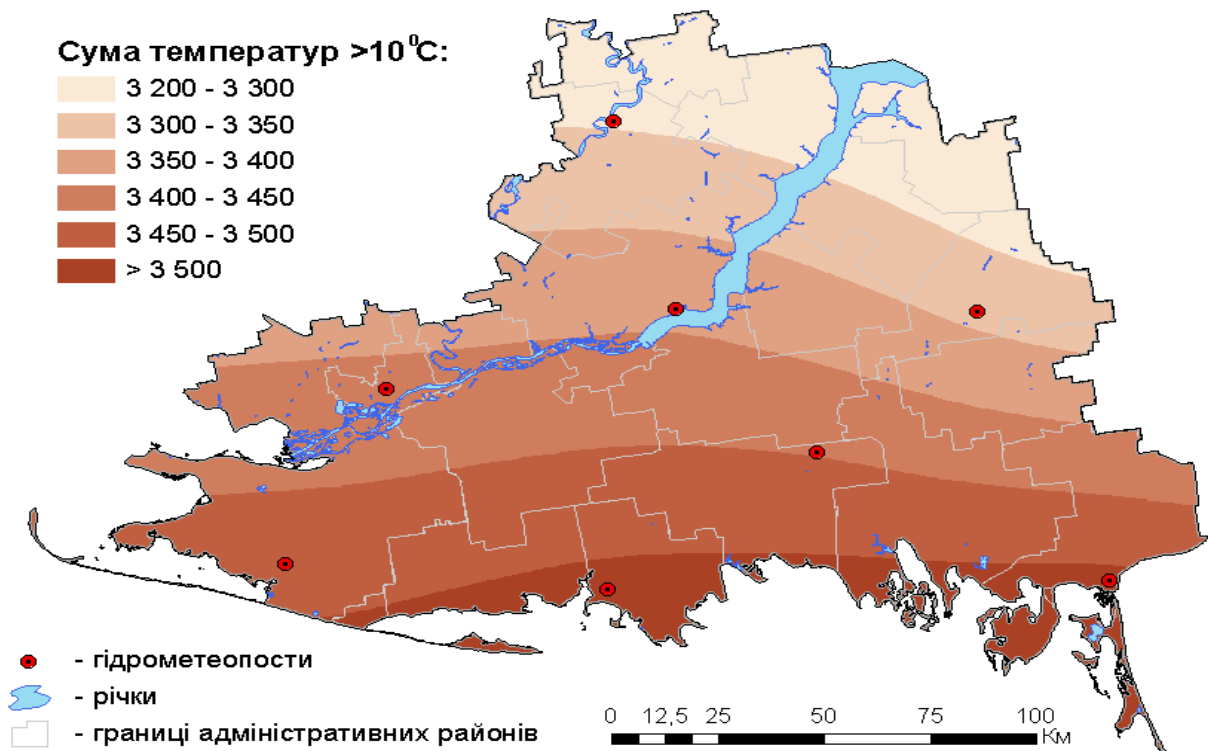 Сума температур >10⁰С:
3 200 - 3 300
3 300 - 3 350
3 350 - 3 400
3 400 - 3 450
3 450 - 3 500
> 3 500
- гідрометеопости
- річки
- границі адміністративних районів
0 12,5 25 50 75 100
Км